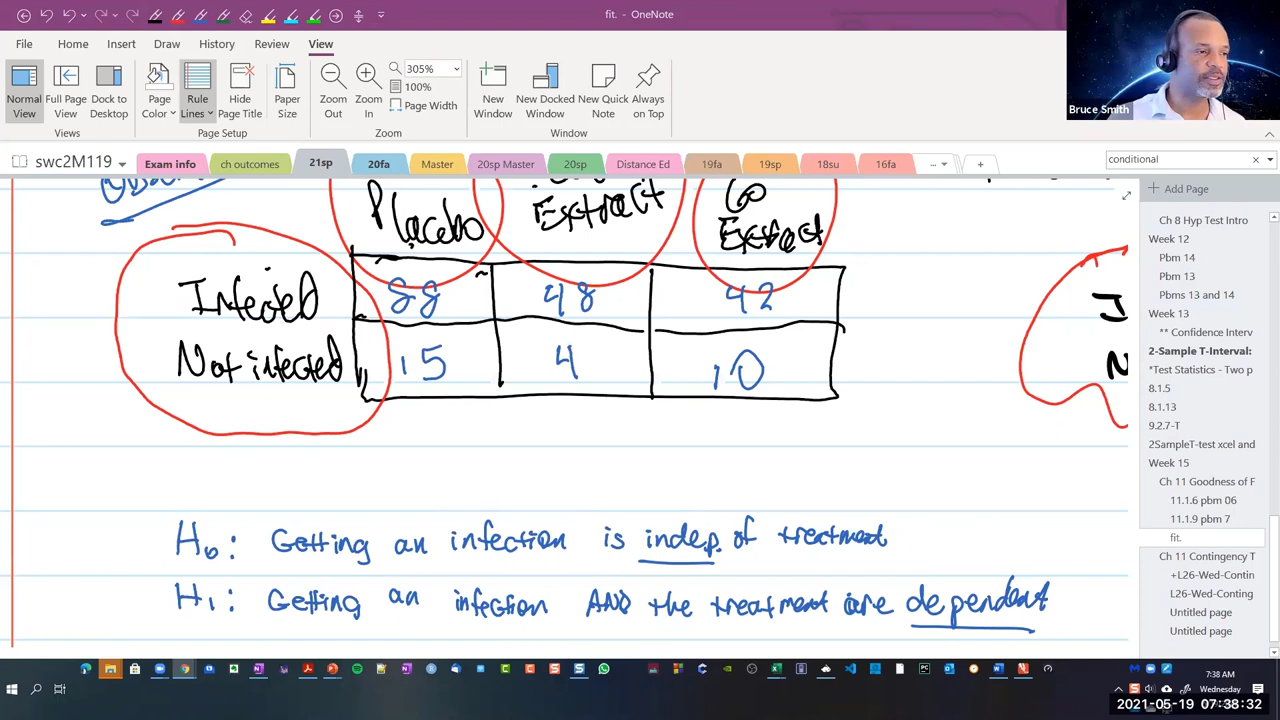 fit. - OneNote
File Home Insert Draw History Review View
Normal View
Full Page View
Dock to Desktop
Views
Page Color
Rule Lines
Hide Page Title
Paper Size
Page Setup
Zoom Out
Zoom In
305%
100%
Page Width
Zoom
New Window
New Docked Window
New Quick Note
Always on Top
Window
Bruce Smith
swc2M119
Exam info
ch outcomes
21sp
20fa
Master
20sp Master
20sp
Distance Ed
19fa
19sp
18su
16fa
conditional
Add Page
Placebo
Extract
60
Extract
Infected 88 48 42
Not infected 15 4 10
H0: Getting an infection is indep. of treatment
H1: Getting an infection AND the treatment are dependent
Ch 8 Hyp Test Intro
Week 12
Pbm 14
Pbm 13
Pbms 13 and 14
Week 13
** Confidence Interv
2-Sample T-Interval:
*Test Statistics - Two p
8.1.5
8.1.13
9.2.7-T
2SampleT-test xcel and
Week 15
Ch 11 Goodness of F
11.1.6 pbm 06
11.1.9 pbm 7
fit.
Ch 11 Contingency T
+L26-Wed-Contin
L26-Wed-Conting
Untitled page
Untitled page
7:38 AM
Wednesday
2021-05-19 07:38:32